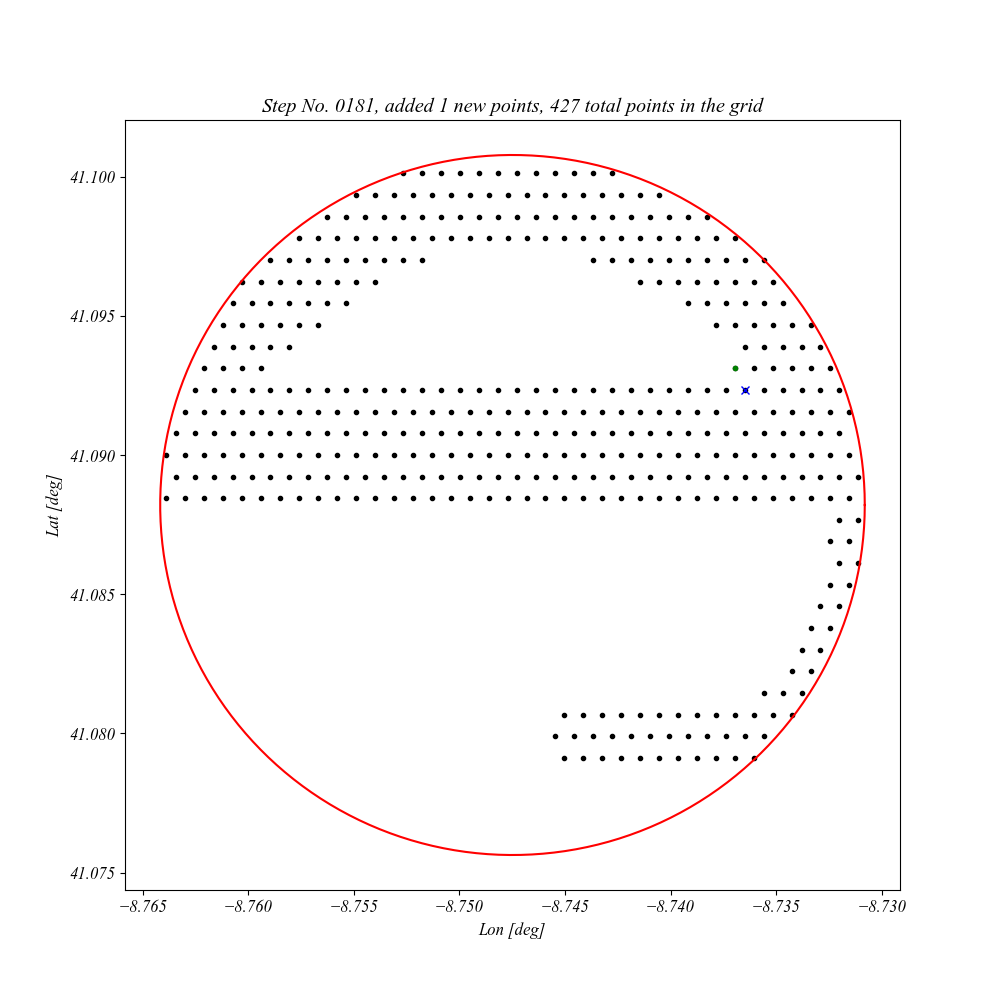 Step No. 0181, added 1 new points, 427 total points in the grid
41.100
41.095
41.090
41.085
41.080
41.075
Lat [deg]
−8.765 −8.760 −8.755 −8.750 −8.745 −8.740 −8.735 −8.730
Lon [deg]